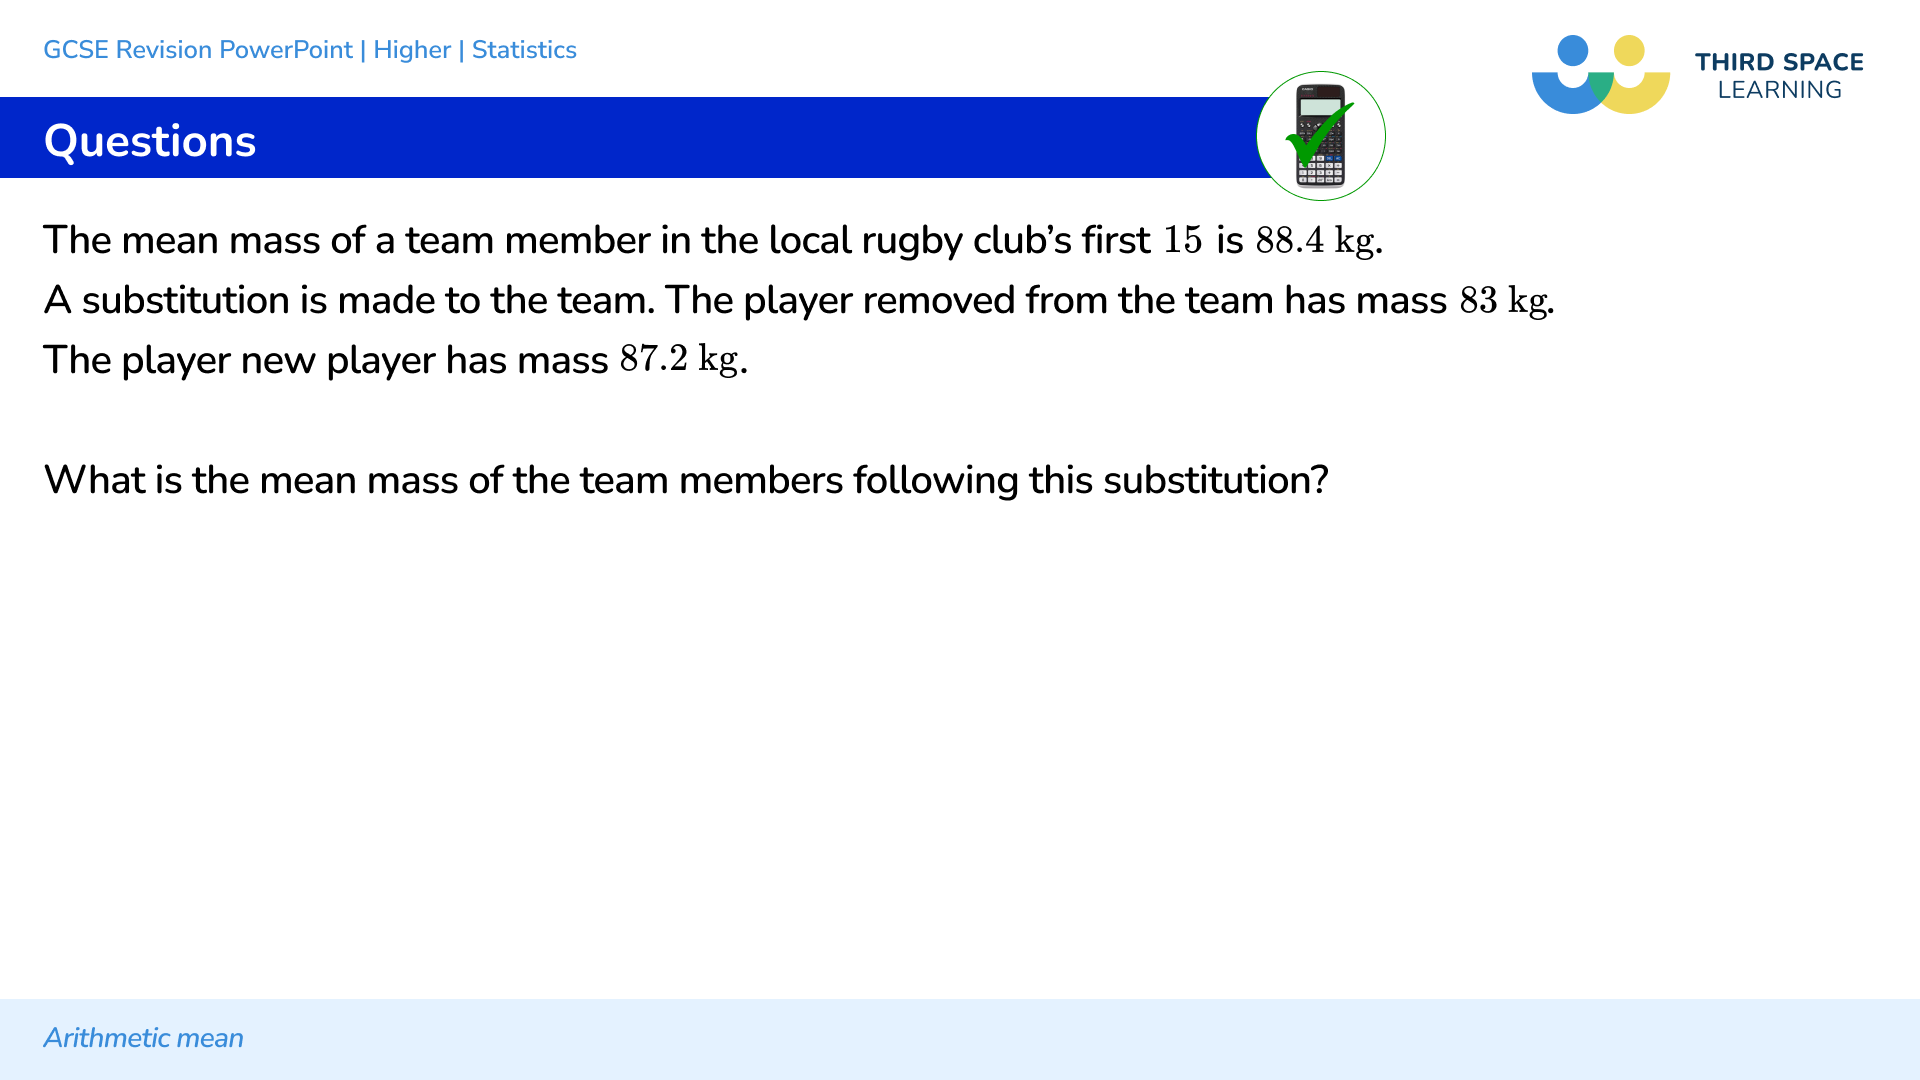 GCSE Revision PowerPoint | Higher | Statistics
THIRD SPACE
LEARNING
Questions
The mean mass of a team member in the local rugby club’s first 15 is 88.4 kg.
A substitution is made to the team. The player removed from the team has mass 83 kg.
The player new player has mass 87.2 kg.
What is the mean mass of the team members following this substitution?
Arithmetic mean